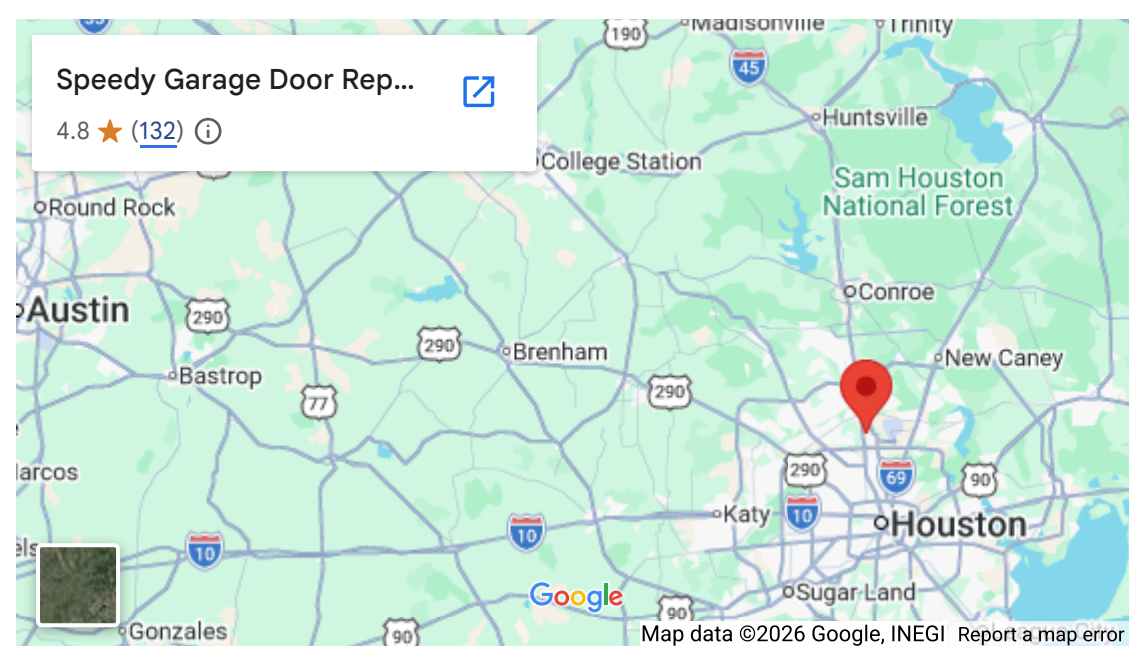 35
190
Madisonville
Trinity
45
Speedy Garage Door Rep...
4.8 ★ (132)
Huntsville
College Station
Sam Houston
National Forest
Round Rock
Conroe
Austin
290
290
Brenham
New Caney
Bastrop
77
290
290
69
90
Katy
10
Houston
10
10
Sugar Land
Google
90
90
Gonzales
Map data ©2026 Google, INEGI
Report a map error